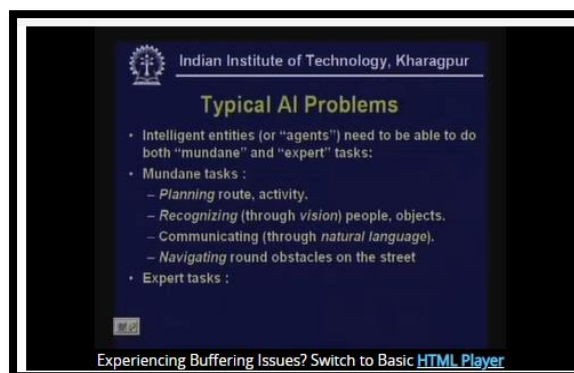 Indian Institute of Technology, Kharagpur
Typical AI Problems
• Intelligent entities (or “agents”) need to be able to do
both “mundane” and “expert” tasks:
• Mundane tasks :
– Planning route, activity.
– Recognizing (through vision) people, objects.
– Communicating (through natural language).
– Navigating round obstacles on the street
• Expert tasks :
Experiencing Buffering Issues? Switch to Basic HTML Player